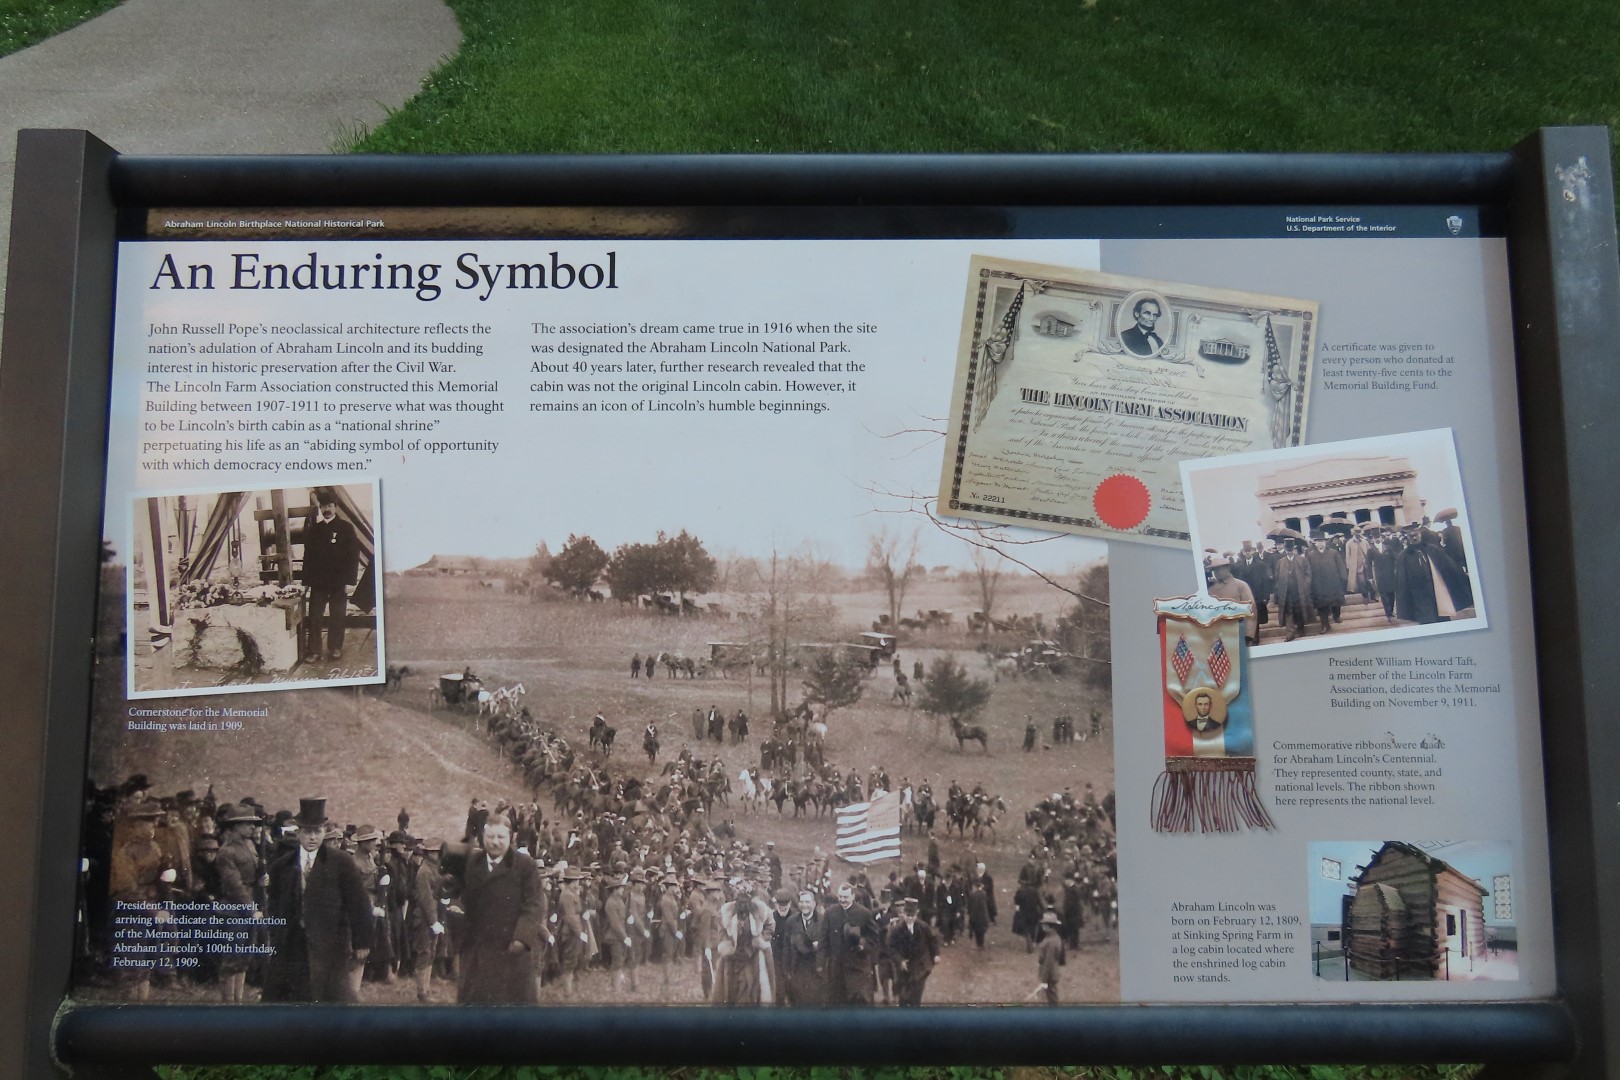 Abraham Lincoln Birthplace National Historical Park
National Park Service
U.S. Department of the Interior
An Enduring Symbol
John Russell Pope's neoclassical architecture reflects the
nation's adulation of Abraham Lincoln and its budding
interest in historic preservation after the Civil War.
The Lincoln Farm Association constructed this Memorial
Building between 1907-1911 to preserve what was thought
to be Lincoln's birth cabin as a “national shrine”
perpetuating his life as an “abiding symbol of opportunity
with which democracy endows men.”
The association's dream came true in 1916 when the site
was designated the Abraham Lincoln National Park.
About 40 years later, further research revealed that the
cabin was not the original Lincoln cabin. However, it
remains an icon of Lincoln's humble beginnings.
THE LINCOLN FARM ASSOCIATION
No 22211
A certificate was given to
every person who donated at
least twenty-five cents to the
Memorial Building Fund.
Cornerstone for the Memorial
Building was laid in 1909.
A. Lincoln
President William Howard Taft,
a member of the Lincoln Farm
Association, dedicates the Memorial
Building on November 9, 1911.
Commemorative ribbons were made
for Abraham Lincoln's Centennial.
They represented county, state, and
national levels. The ribbon shown
here represents the national level.
President Theodore Roosevelt
arriving to dedicate the construction
of the Memorial Building on
Abraham Lincoln's 100th birthday,
February 12, 1909.
Abraham Lincoln was
born on February 12, 1809,
at Sinking Spring Farm in
a log cabin located where
the enshrined log cabin
now stands.